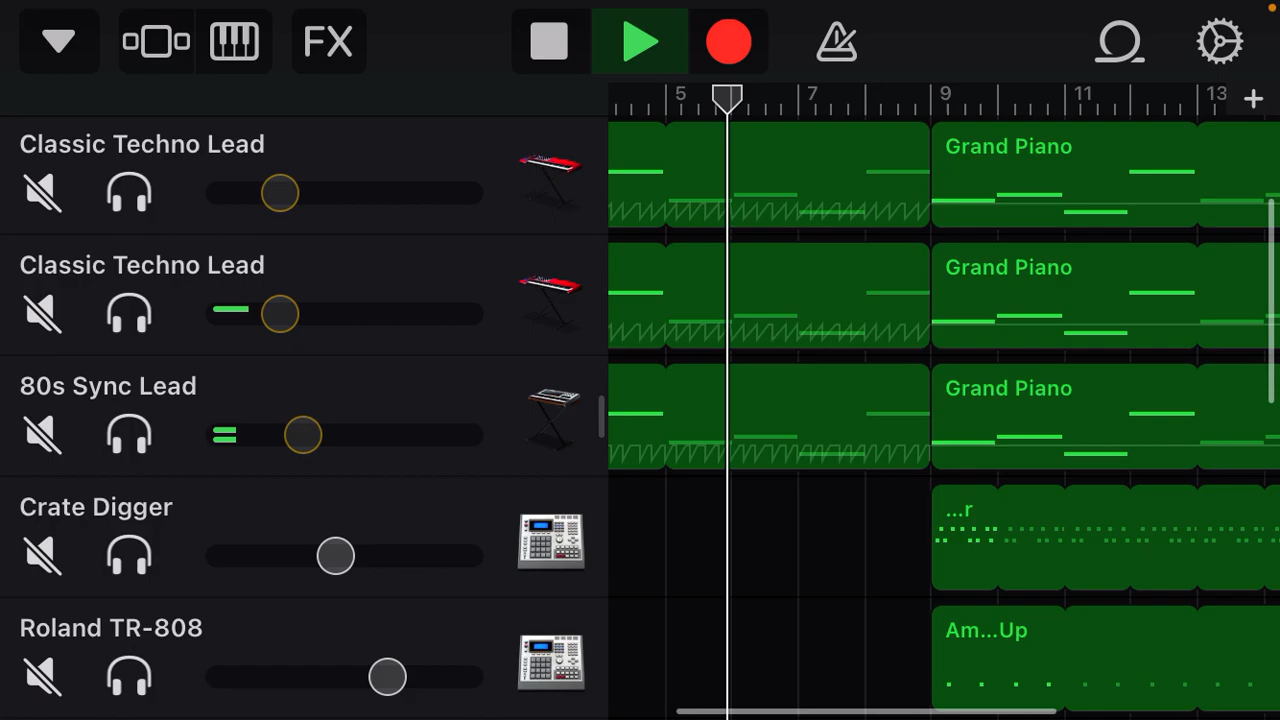 FX
5
7
9
11
13
+
Classic Techno Lead
Grand Piano
Classic Techno Lead
Grand Piano
80s Sync Lead
Grand Piano
Crate Digger
...r
Roland TR-808
Am...Up